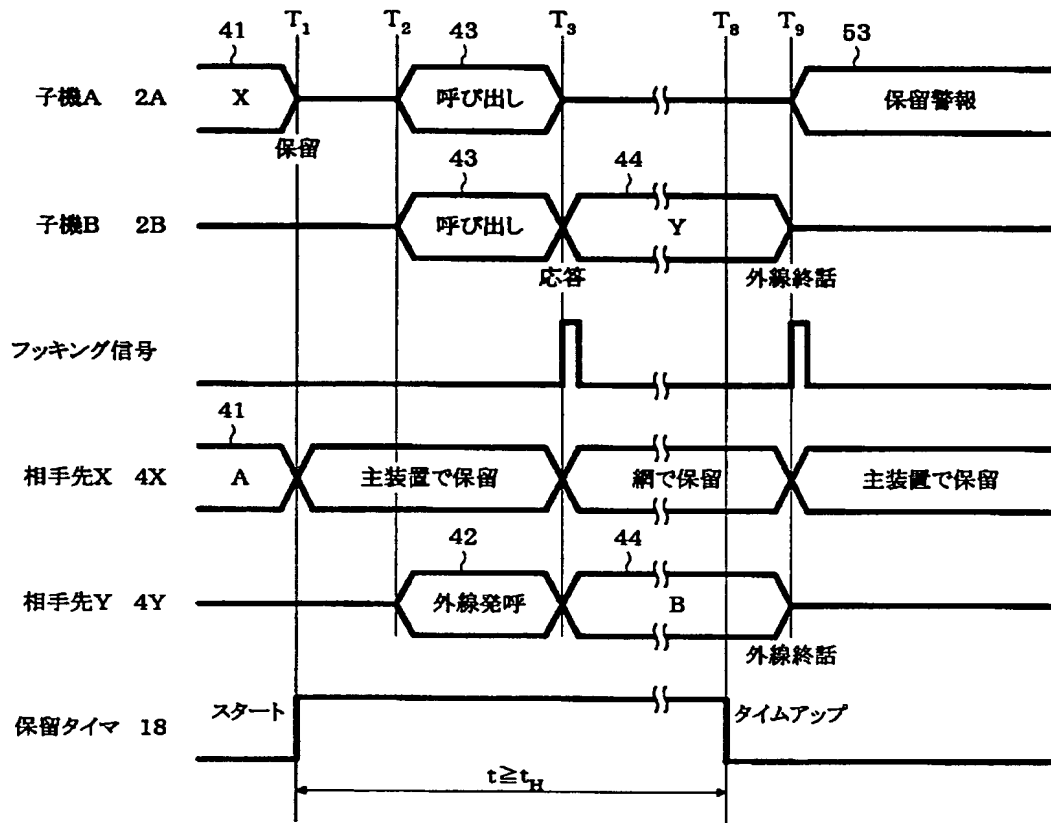 T1 T2 T3 T8 T9
41 43 53
子機A 2A X 呼び出し 保留警報
保留
43 44
子機B 2B 呼び出し Y
応答 外線終話
フッキング信号
41
相手先X 4X A 主装置で保留 網で保留 主装置で保留
42 44
相手先Y 4Y 外線発呼 B
外線終話
スタート タイムアップ
保留タイマ 18
t≧tH